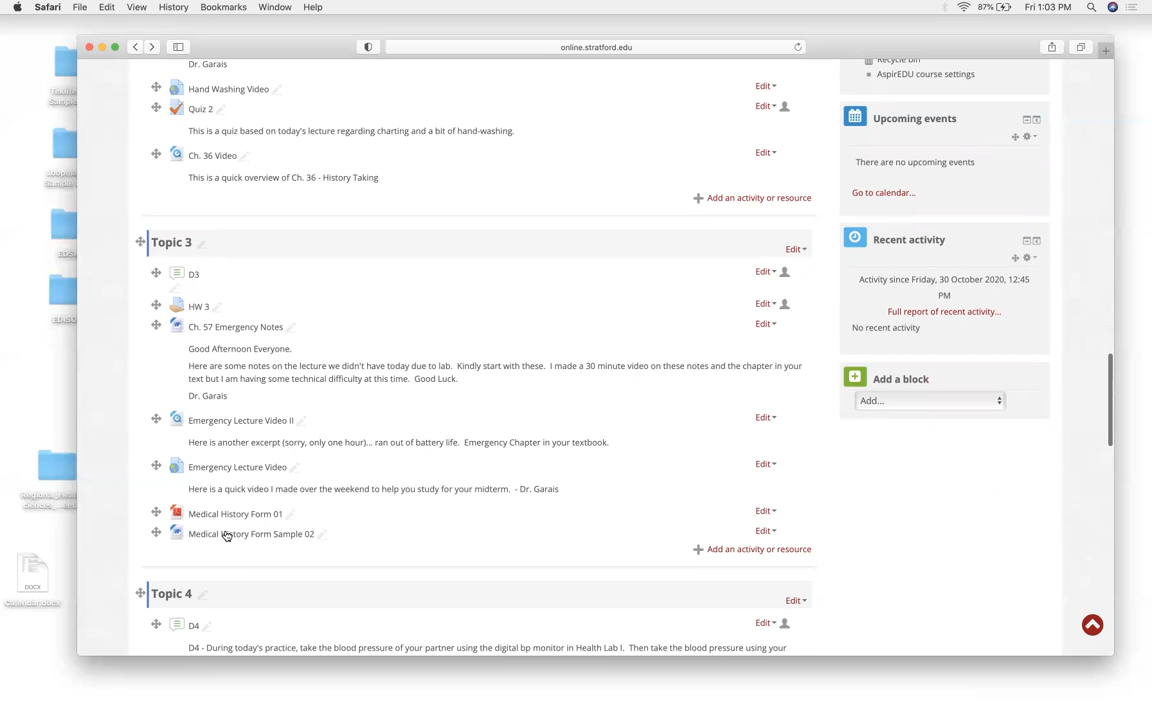 Safari File Edit View History Bookmarks Window Help 87% Fri 1:03 PM
online.stratford.edu
Dr. Garais
Hand Washing Video
Edit
Quiz 2
Edit
This is a quiz based on today's lecture regarding charting and a bit of hand-washing.
Ch. 36 Video
Edit
This is a quick overview of Ch. 36 - History Taking
Add an activity or resource
Topic 3
Edit
D3
Edit
HW 3
Edit
Ch. 57 Emergency Notes
Edit
Good Afternoon Everyone.
Here are some notes on the lecture we didn't have today due to lab. Kindly start with these. I made a 30 minute video on these notes and the chapter in your
text but I am having some technical difficulty at this time. Good Luck.
Dr. Garais
Emergency Lecture Video II
Edit
Here is another excerpt (sorry, only one hour)... ran out of battery life. Emergency Chapter in your textbook.
Emergency Lecture Video
Edit
Here is a quick video I made over the weekend to help you study for your midterm. - Dr. Garais
Medical History Form 01
Edit
Medical History Form Sample 02
Edit
Add an activity or resource
Topic 4
Edit
D4
Edit
D4 - During today's practice, take the blood pressure of your partner using the digital bp monitor in Health Lab I. Then take the blood pressure using your
Recycle bin
AspirEDU course settings
Upcoming events
There are no upcoming events
Go to calendar...
Recent activity
Activity since Friday, 30 October 2020, 12:45
PM
Full report of recent activity...
No recent activity
Add a block
Add...
DOCX
Calendar.docx